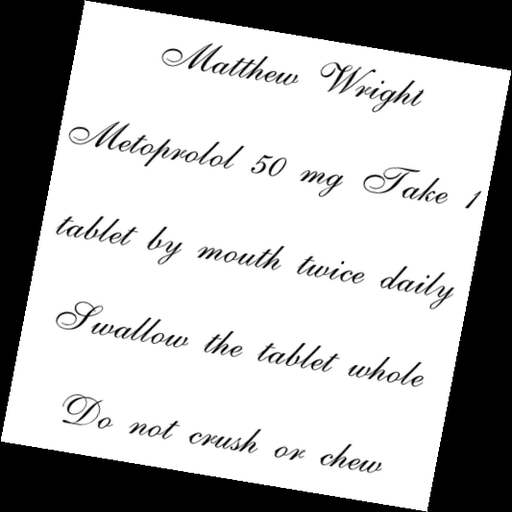 Matthew Wright
Metoprolol 50 mg Take 1
tablet by mouth twice daily
Swallow the tablet whole
Do not crush or chew